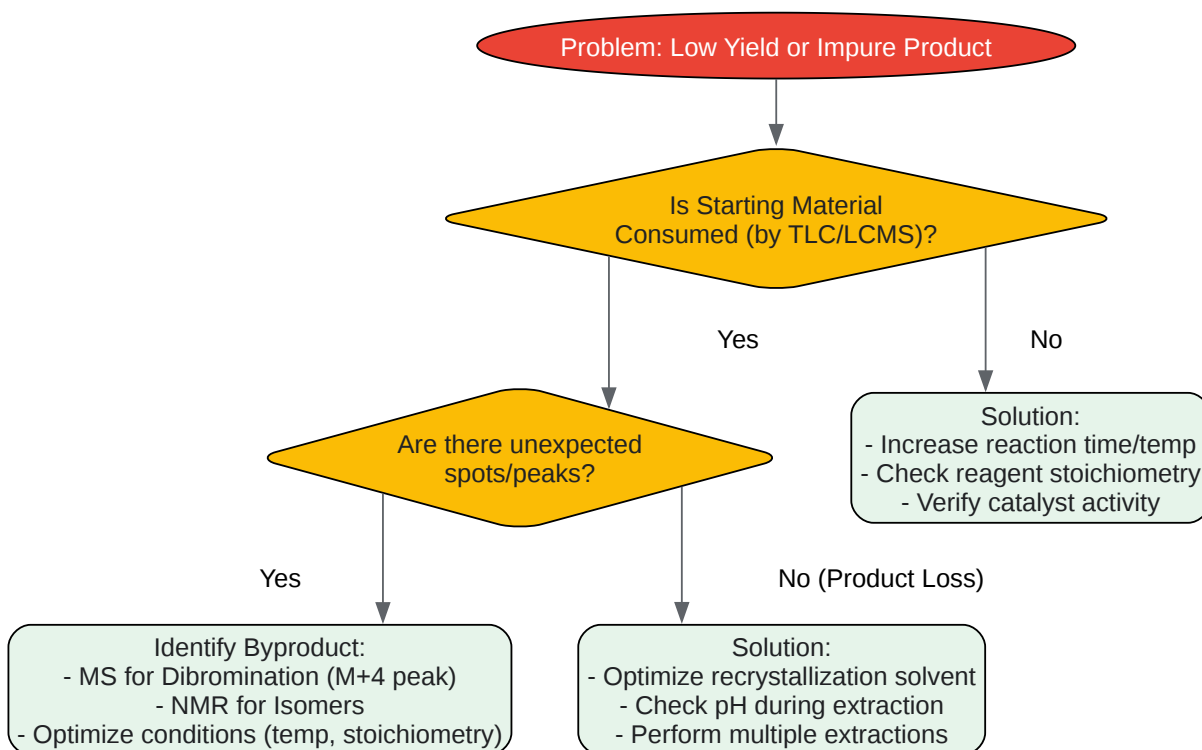 Problem: Low Yield or Impure Product
Is Starting Material
Consumed (by TLC/LCMS)?
Yes
No
Are there unexpected
spots/peaks?
Solution:
- Increase reaction time/temp
- Check reagent stoichiometry
- Verify catalyst activity
Yes
No (Product Loss)
Identify Byproduct:
- MS for Dibromination (M+4 peak)
- NMR for Isomers
- Optimize conditions (temp, stoichiometry)
Solution:
- Optimize recrystallization solvent
- Check pH during extraction
- Perform multiple extractions